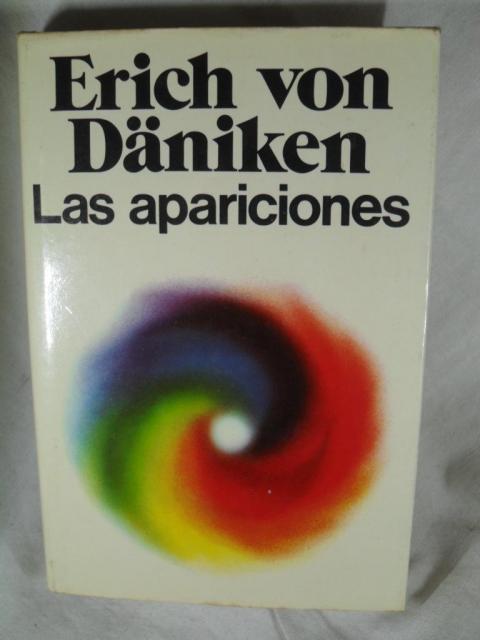 Erich von
Däniken
Las apariciones